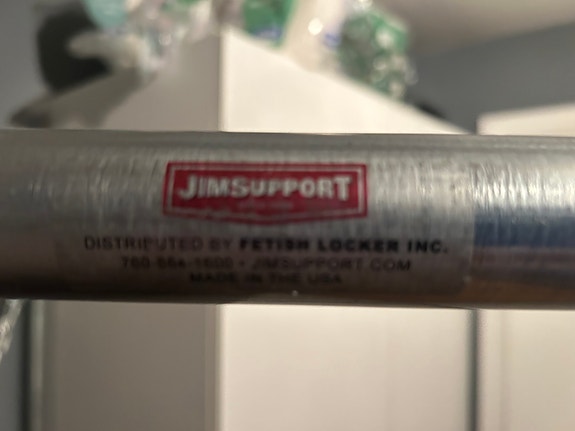 JIMSUPPORT
DISTRIBUTED BY FETISH LOCKER INC.
JIMSUPPORT.COM
MADE IN THE USA